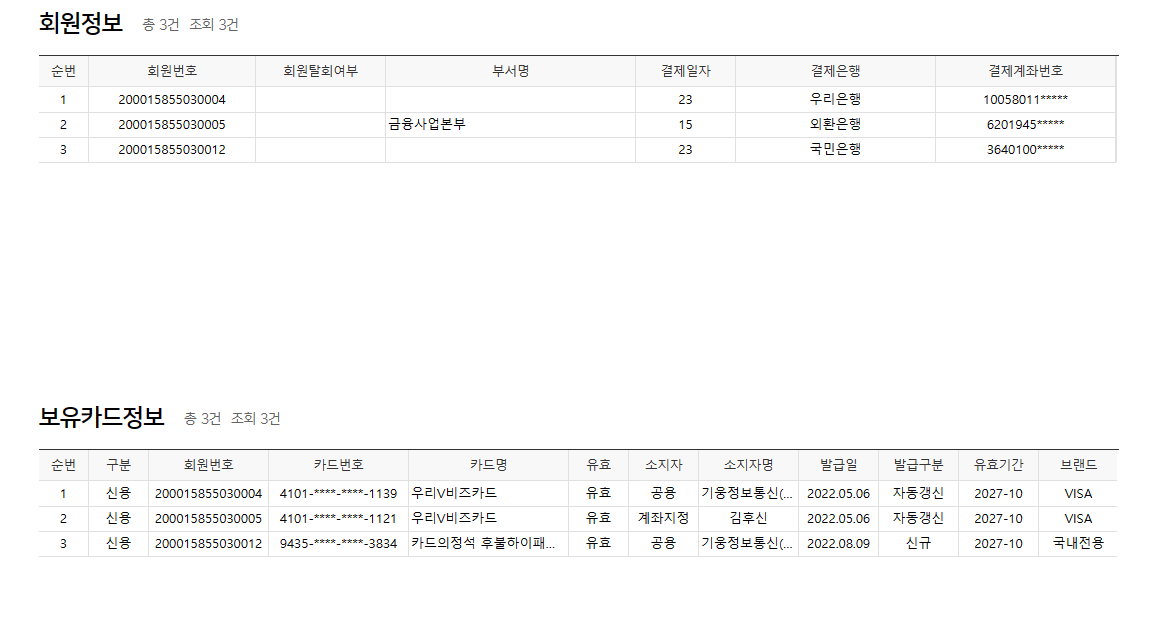 회원정보 총 3건 조회 3건
순번 회원번호 회원탈회여부 부서명 결제일자 결제은행 결제계좌번호
1 200015855030004 23 우리은행 10058011*****
2 200015855030005 금융사업본부 15 외환은행 6201945*****
3 200015855030012 23 국민은행 3640100*****
보유카드정보 총 3건 조회 3건
순번 구분 회원번호 카드번호 카드명 유효 소지자 소지자명 발급일 발급구분 유효기간 브랜드
1 신용 200015855030004 4101-****-****-1139 우리V비즈카드 유효 공용 기웅정보통신(... 2022.05.06 자동갱신 2027-10 VISA
2 신용 200015855030005 4101-****-****-1121 우리V비즈카드 유효 계좌지정 김후신 2022.05.06 자동갱신 2027-10 VISA
3 신용 200015855030012 9435-****-****-3834 카드의정석 후불하이패... 유효 공용 기웅정보통신(... 2022.08.09 신규 2027-10 국내전용